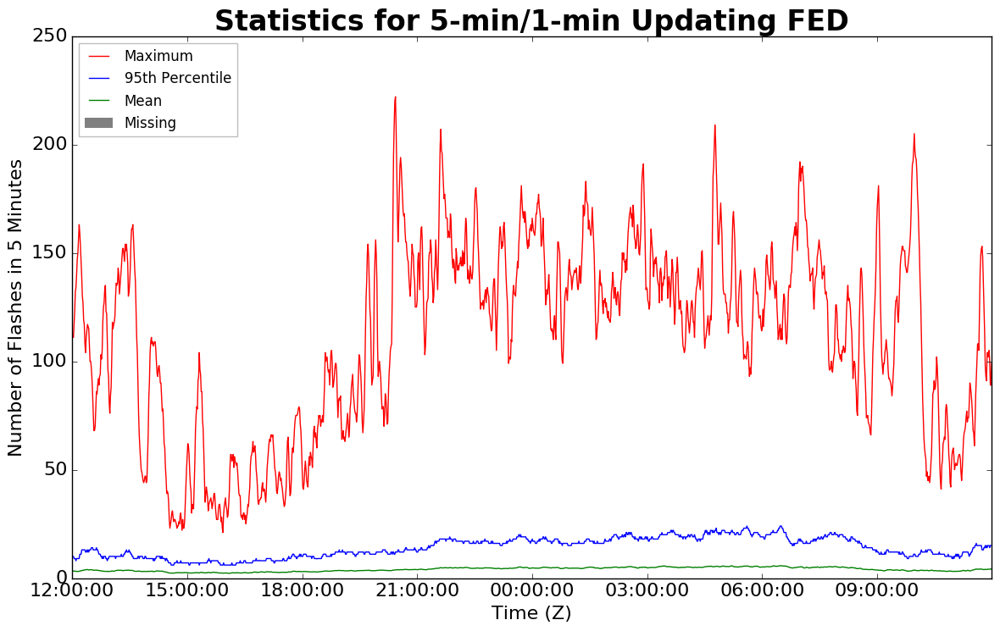 Statistics for 5-min/1-min Updating FED
250
200
150
100
50
0
Number of Flashes in 5 Minutes
Maximum
95th Percentile
Mean
Missing
12:00:00 15:00:00 18:00:00 21:00:00 00:00:00 03:00:00 06:00:00 09:00:00
Time (Z)